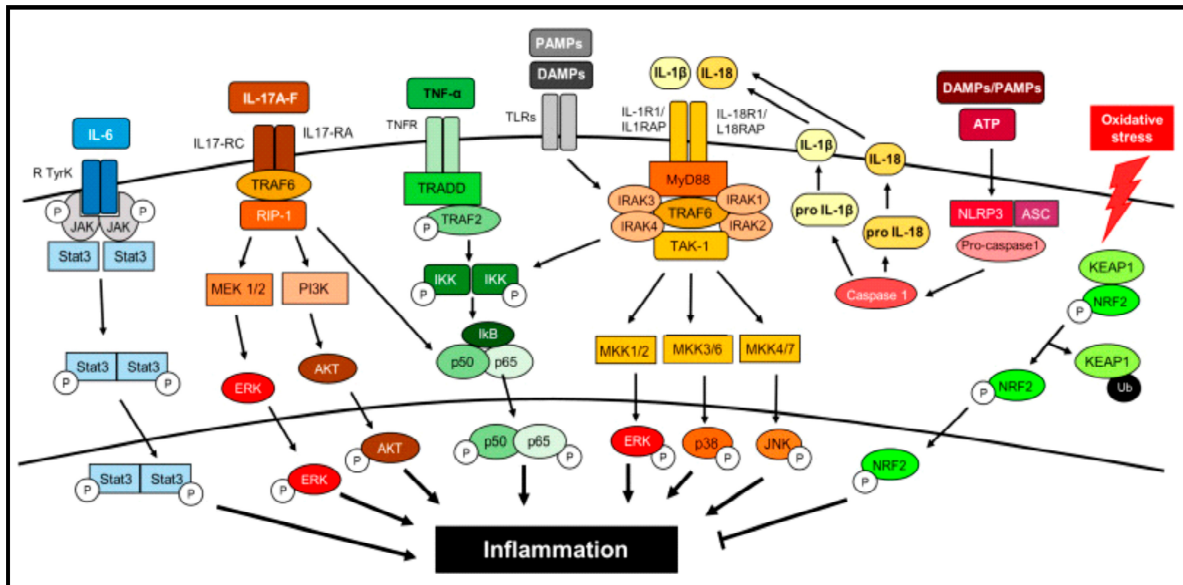 PAMPs
DAMPs
TLRs
IL-6
R TyrK
P
P
JAK
JAK
Stat3
Stat3
Stat3
Stat3
P
P
Stat3
Stat3
P
P
IL-17A-F
IL17-RC
IL17-RA
TRAF6
RIP-1
MEK 1/2
PI3K
ERK
AKT
AKT
P
ERK
P
TNF-α
TNFR
TRADD
TRAF2
P
IKK
IKK
P
P
IkB
p50
p65
p50
p65
P
P
IL-1β
IL-18
IL-1R1/
IL1RAP
IL-18R1/
L18RAP
MyD88
IRAK3
IRAK1
TRAF6
IRAK4
IRAK2
TAK-1
MKK1/2
MKK3/6
MKK4/7
ERK
P
p38
P
JNK
P
IL-1β
IL-18
pro IL-1β
pro IL-18
Caspase 1
DAMPs/PAMPs
ATP
NLRP3
ASC
Pro-caspase1
Oxidative
stress
KEAP1
NRF2
P
KEAP1
Ub
NRF2
P
NRF2
P
Inflammation